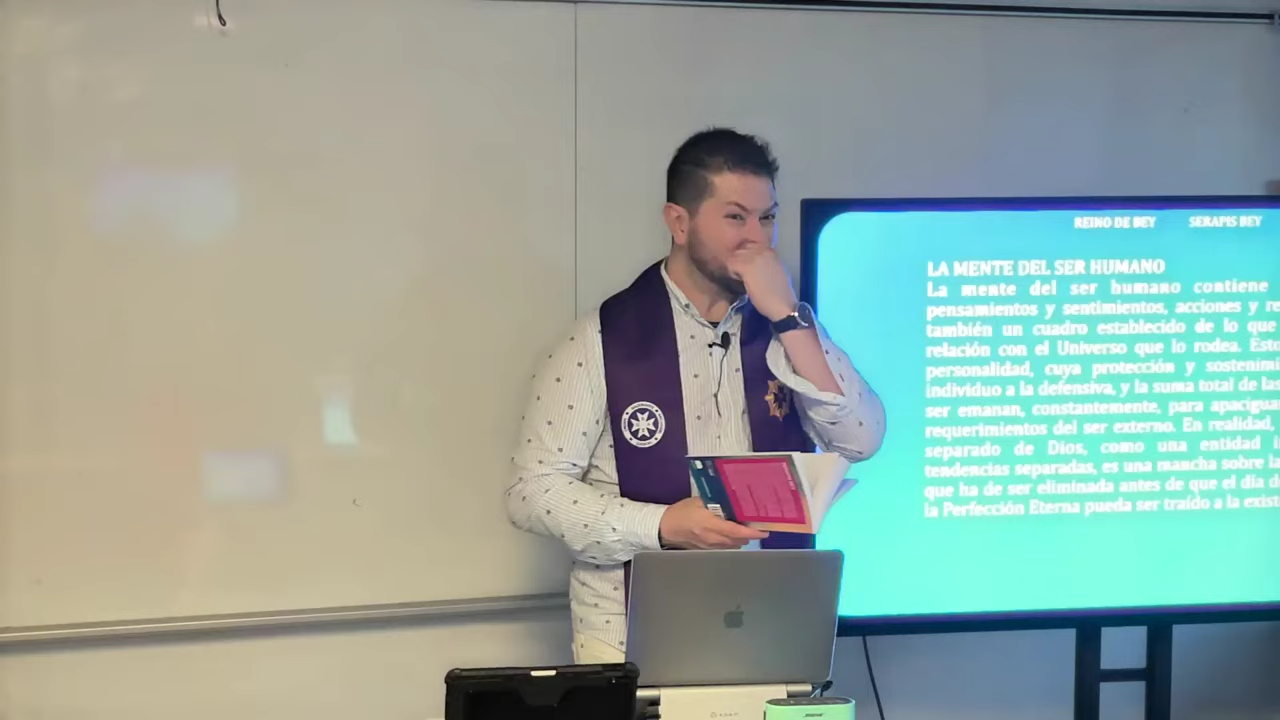 REINO DE BEY SERAPIS BEY
LA MENTE DEL SER HUMANO
La mente del ser humano contiene
pensamientos y sentimientos, acciones y re
también un cuadro establecido de lo que
relación con el Universo que lo rodea. Esto
personalidad, cuya protección y sostenimi
individuo a la defensiva, y la suma total de las
ser emanan, constantemente, para apacigua
requerimientos del ser externo. En realidad,
separado de Dios, como una entidad
tendencias separadas, es una mancha sobre la
que ha de ser eliminada antes de que el día d
la Perfección Eterna pueda ser traído a la exist